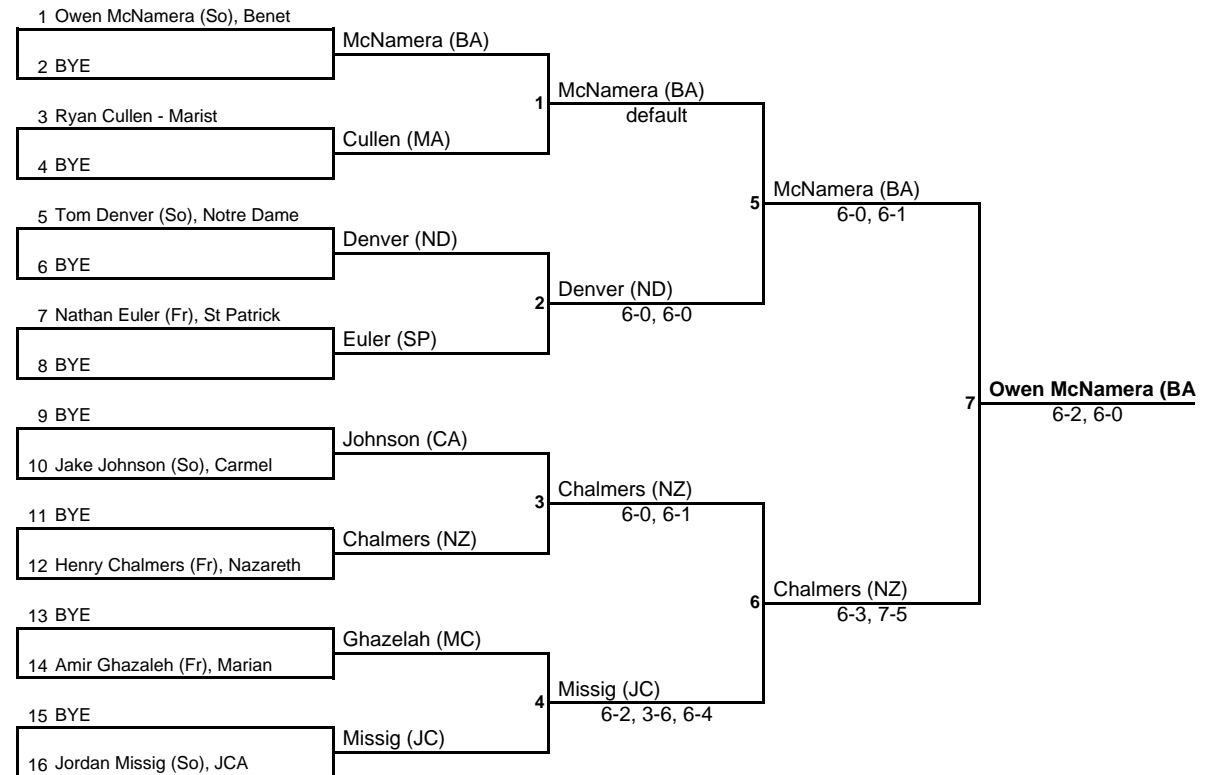 1 Owen McNamera (So), Benet
McNamera (BA)
2 BYE
McNamera (BA)
1
default
3 Ryan Cullen - Marist
Cullen (MA)
4 BYE
McNamera (BA)
5
6-0, 6-1
5 Tom Denver (So), Notre Dame
Denver (ND)
6 BYE
Denver (ND)
2
6-0, 6-0
7 Nathan Euler (Fr), St Patrick
Euler (SP)
8 BYE
Owen McNamera (BA
7
6-2, 6-0
9 BYE
Johnson (CA)
10 Jake Johnson (So), Carmel
Chalmers (NZ)
3
6-0, 6-1
11 BYE
Chalmers (NZ)
12 Henry Chalmers (Fr), Nazareth
Chalmers (NZ)
6
6-3, 7-5
13 BYE
Ghazelah (MC)
14 Amir Ghazaleh (Fr), Marian
Missig (JC)
4
6-2, 3-6, 6-4
15 BYE
Missig (JC)
16 Jordan Missig (So), JCA